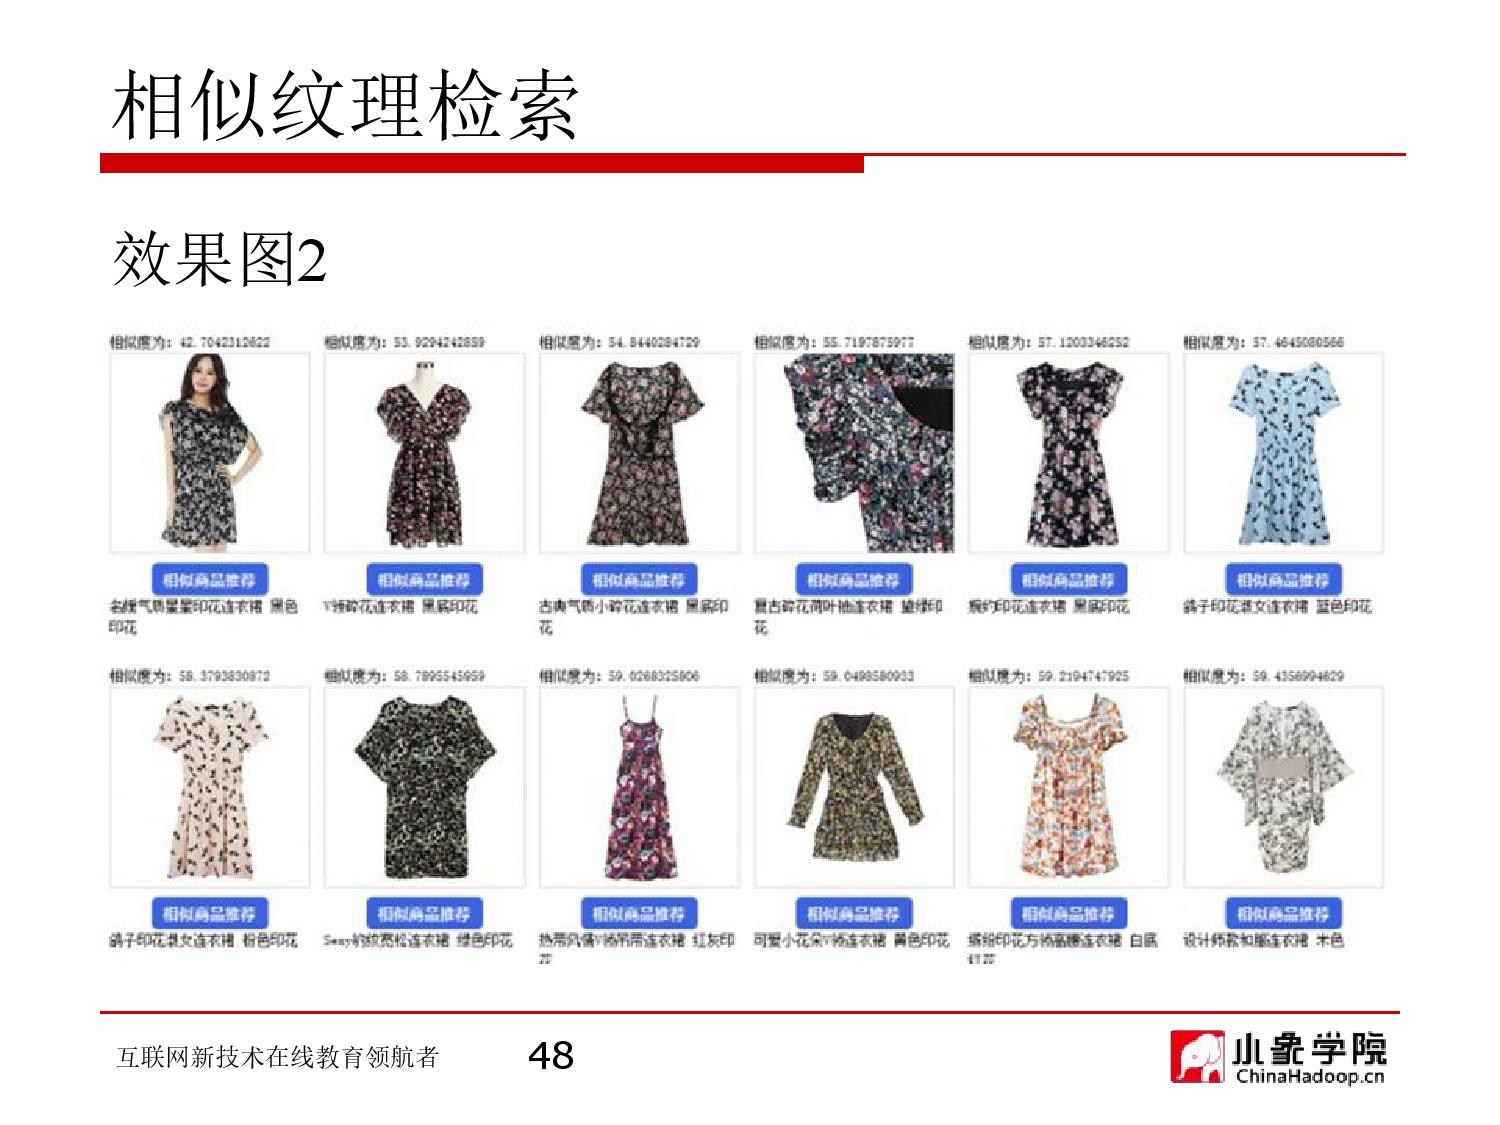 相似纹理检索
效果图2
相似度为: 42.7042312622
相似度为: 53.9294242859
相似度为: 54.8440284729
相似度为: 55.7197875977
相似度为: 57.1203346252
相似度为: 57.4645080566
相似商品推荐
相似商品推荐
相似商品推荐
相似商品推荐
相似商品推荐
相似商品推荐
名媛气质星星印花连衣裙 黑色
印花
V领碎花连衣裙 黑底印花
古典气质小碎花连衣裙 黑底印
花
复古碎花荷叶袖连衣裙 墨绿印
花
婉约印花连衣裙 黑底印花
鸽子印花淑女连衣裙 蓝色印花
相似度为: 58.3793830872
相似度为: 58.7895545959
相似度为: 59.0268325806
相似度为: 59.0498580933
相似度为: 59.2194747925
相似度为: 59.4356994629
相似商品推荐
相似商品推荐
相似商品推荐
相似商品推荐
相似商品推荐
相似商品推荐
鸽子印花淑女连衣裙 粉色印花
Sexy豹纹宽松连衣裙 绿色印花
热带风情V领吊带连衣裙 红灰印
花
可爱小花朵V领连衣裙 黄色印花
缤纷印花方领高腰连衣裙 白底
红花
设计师款和服连衣裙 米色
互联网新技术在线教育领航者
48
小象学院
ChinaHadoop.cn